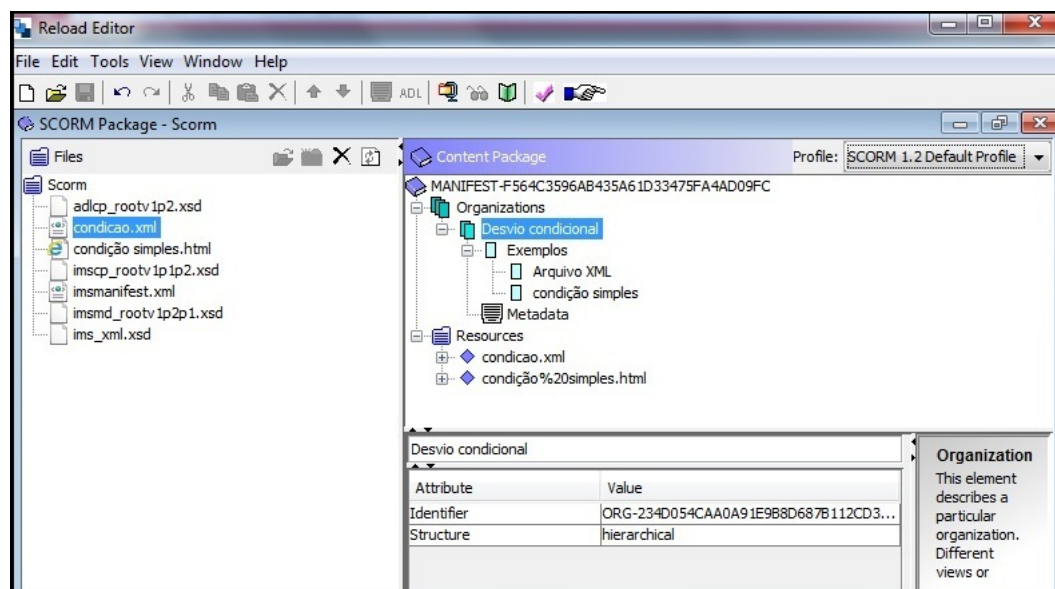 Reload Editor
File Edit Tools View Window Help
ADL
SCORM Package - Scorm
Files
Scorm
adlcp_rootv1p2.xsd
condicao.xml
condição simples.html
imscp_rootv1p1p2.xsd
imsmanifest.xml
imsmd_rootv1p2p1.xsd
ims_xml.xsd
Content Package
Profile: SCORM 1.2 Default Profile
MANIFEST-F564C3596AB435A61D33475FA4AD09FC
Organizations
Desvio condicional
Exemplos
Arquivo XML
condição simples
Metadata
Resources
condicao.xml
condição%20simples.html
Desvio condicional
Attribute Value
Identifier ORG-234D054CAA0A91E9B8D687B112CD3...
Structure hierarchical
Organization
This element
describes a
particular
organization.
Different
views or